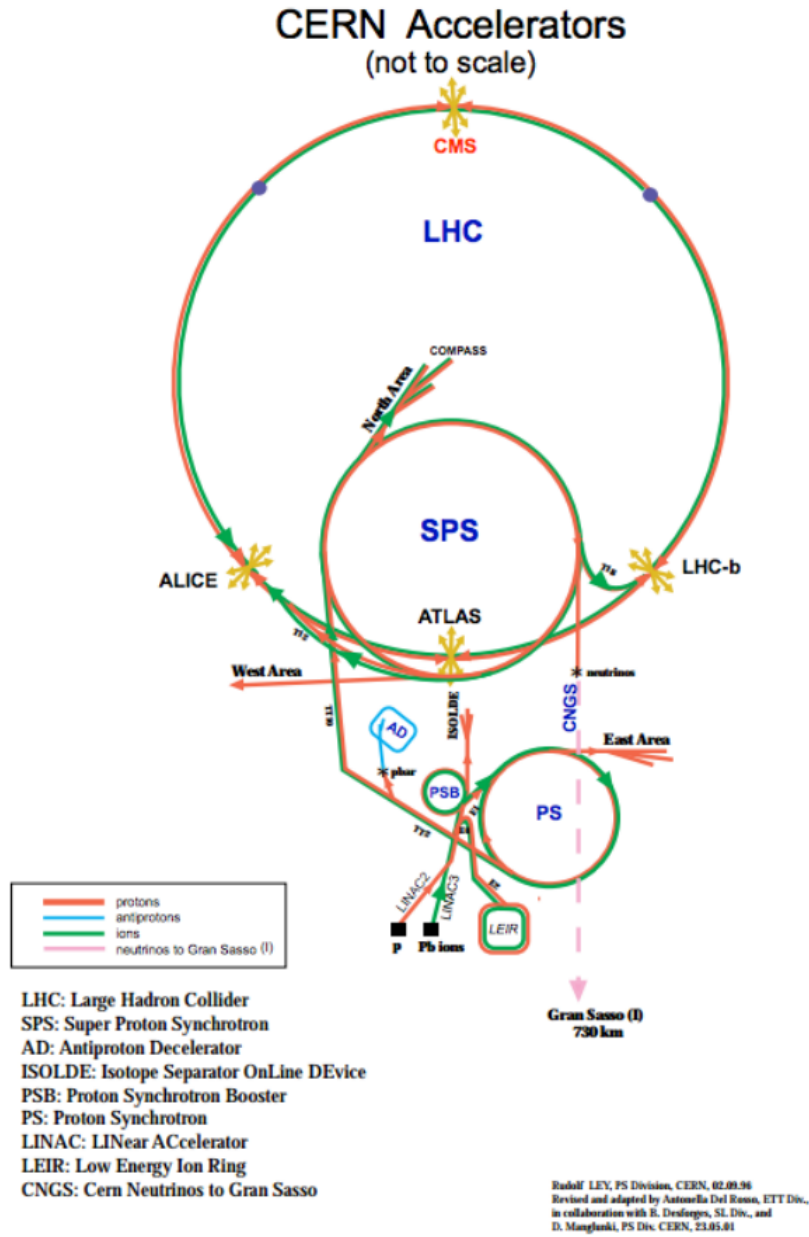 CERN Accelerators
(not to scale)
CMS
LHC
COMPASS
North Area
SPS
ALICE
LHC-b
TI8
ATLAS
TI2
West Area
neutrinos
TT10
ISOLDE
CNGS
AD
East Area
pbar
PSB
PS
TT2
E2
LINAC2
LINAC3
LEIR
p
Pb ions
protons
antiprotons
ions
neutrinos to Gran Sasso (I)
Gran Sasso (I)
730 km
LHC: Large Hadron Collider
SPS: Super Proton Synchrotron
AD: Antiproton Decelerator
ISOLDE: Isotope Separator OnLine DEvice
PSB: Proton Synchrotron Booster
PS: Proton Synchrotron
LINAC: LINear ACcelerator
LEIR: Low Energy Ion Ring
CNGS: Cern Neutrinos to Gran Sasso
Rudolf LEY, PS Division, CERN, 02.09.96
Revised and adapted by Antonella Del Rosso, ETT Div.,
in collaboration with B. Desforges, SL Div., and
D. Manglunki, PS Div. CERN, 23.05.01